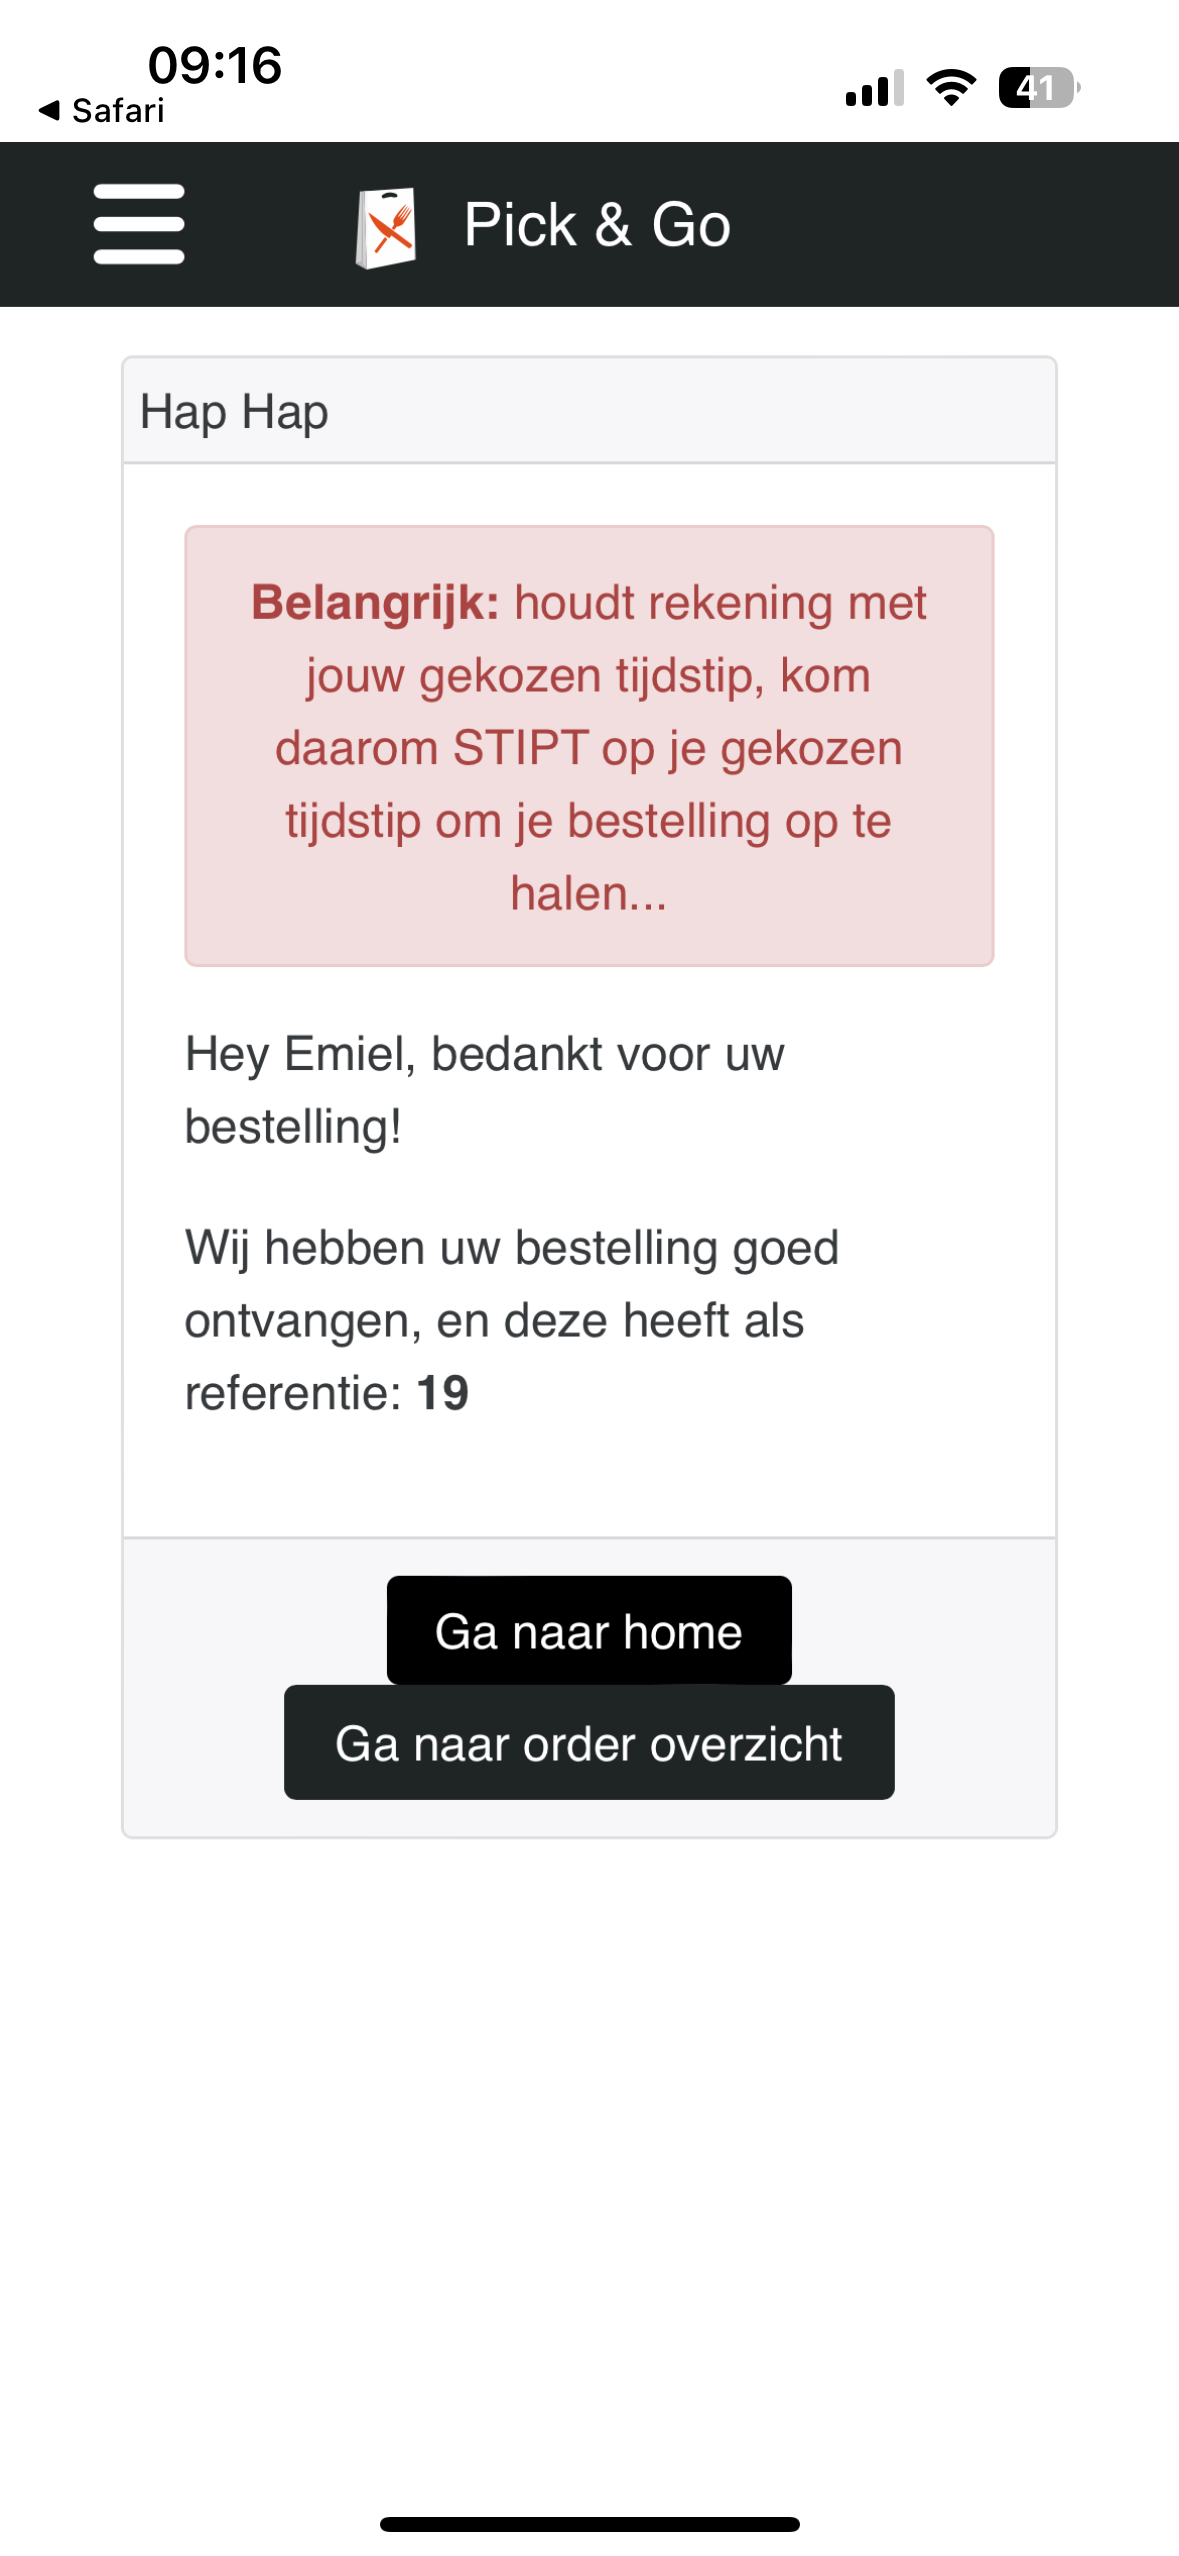 09:16
◀ Safari
41
Pick & Go
Hap Hap
Belangrijk: houdt rekening met
jouw gekozen tijdstip, kom
daarom STIPT op je gekozen
tijdstip om je bestelling op te
halen...
Hey Emiel, bedankt voor uw
bestelling!
Wij hebben uw bestelling goed
ontvangen, en deze heeft als
referentie: 19
Ga naar home
Ga naar order overzicht